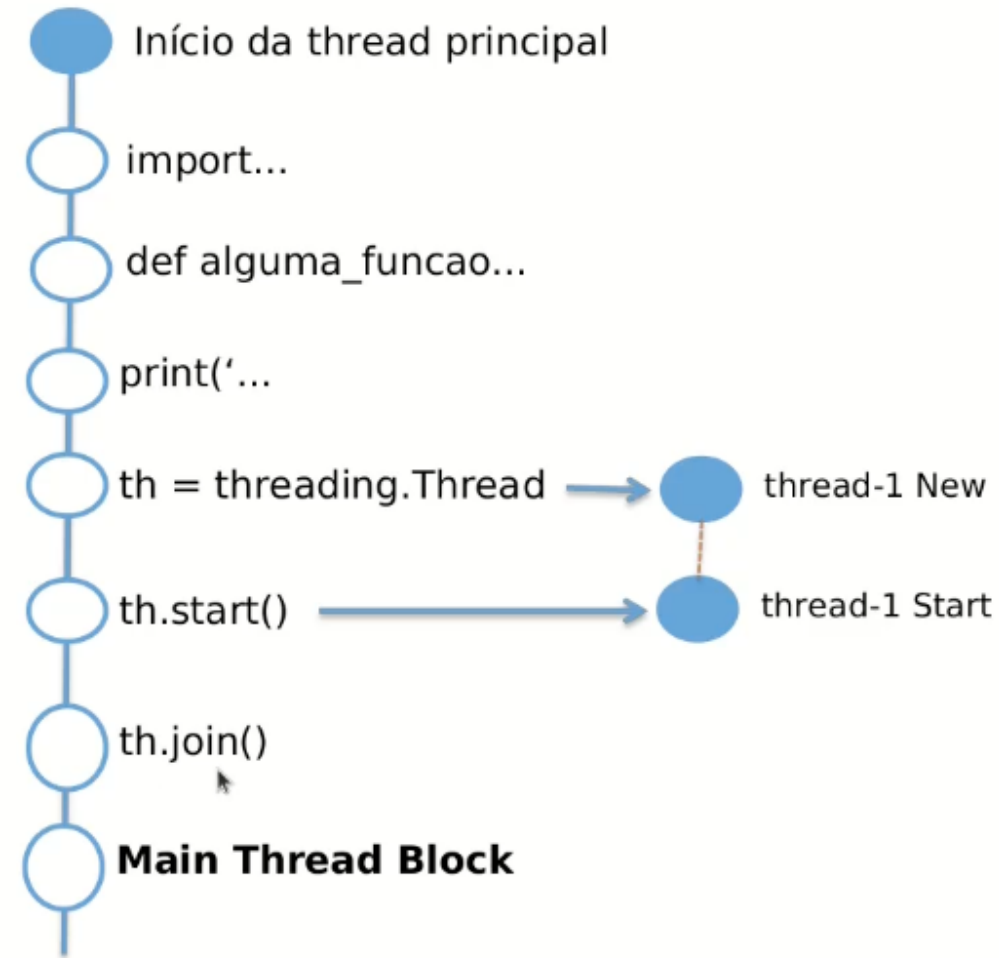 Início da thread principal
import...
def alguma_funcao...
print(‘...
th = threading.Thread
thread-1 New
th.start()
thread-1 Start
th.join()
Main Thread Block